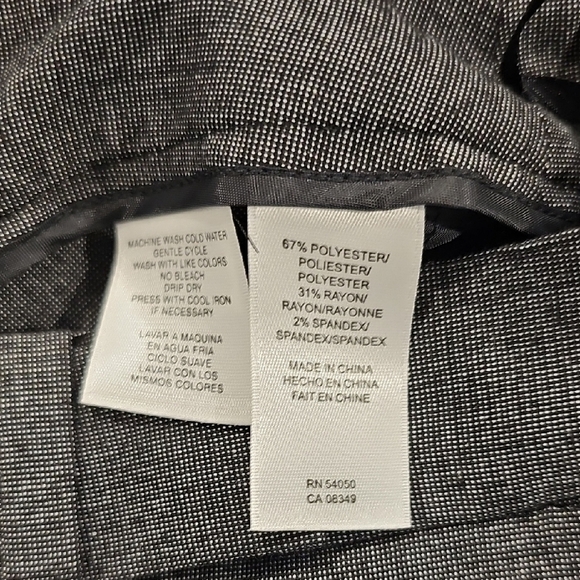 MACHINE WASH COLD WATER
GENTLE CYCLE
WASH WITH LIKE COLORS
NO BLEACH
DRIP DRY
PRESS WITH COOL IRON
IF NECESSARY
LAVAR A MAQUINA
EN AGUA FRIA
CICLO SUAVE
LAVAR CON LOS
MISMOS COLORES
67% POLYESTER/
POLIESTER/
POLYESTER
31% RAYON/
RAYON/RAYONNE
2% SPANDEX/
SPANDEX/SPANDEX
MADE IN CHINA
HECHO EN CHINA
FAIT EN CHINE
RN 54050
CA 08349